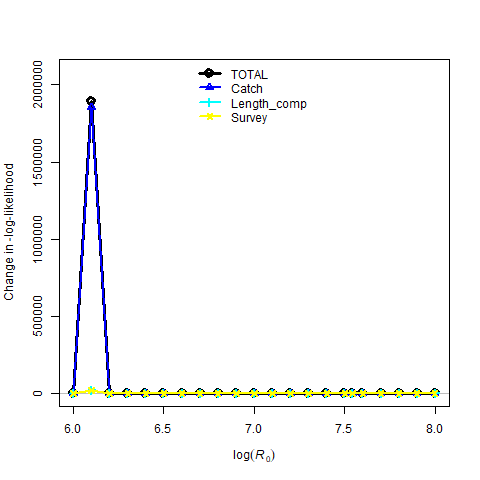 TOTAL
Catch
Length_comp
Survey
Change in -log-likelihood
2000000
1500000
1000000
500000
0
6.0 6.5 7.0 7.5 8.0
log(R₀)